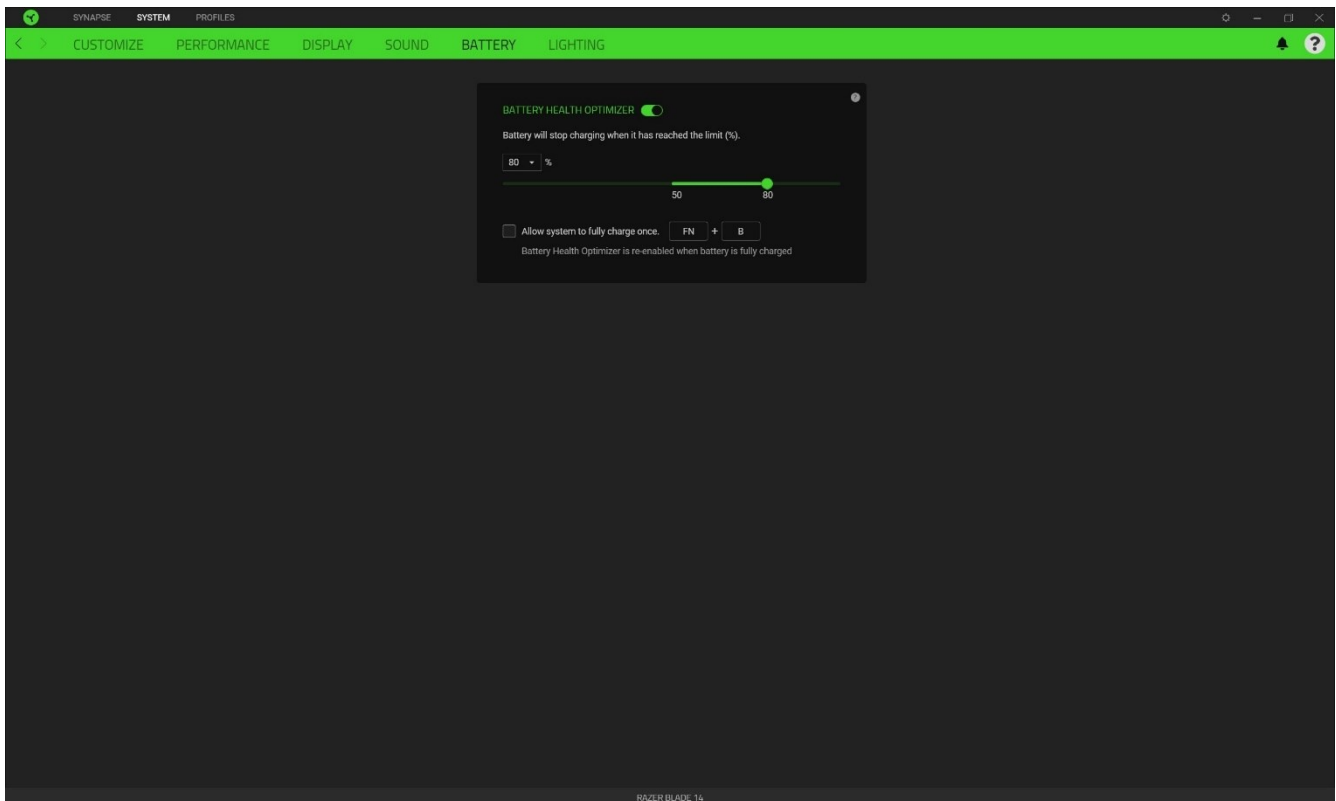 SYNAPSE SYSTEM PROFILES
CUSTOMIZE PERFORMANCE DISPLAY SOUND BATTERY LIGHTING
?
BATTERY HEALTH OPTIMIZER
?
Battery will stop charging when it has reached the limit (%).
80 %
50 80
Allow system to fully charge once. FN + B
Battery Health Optimizer is re-enabled when battery is fully charged
RAZER BLADE 14